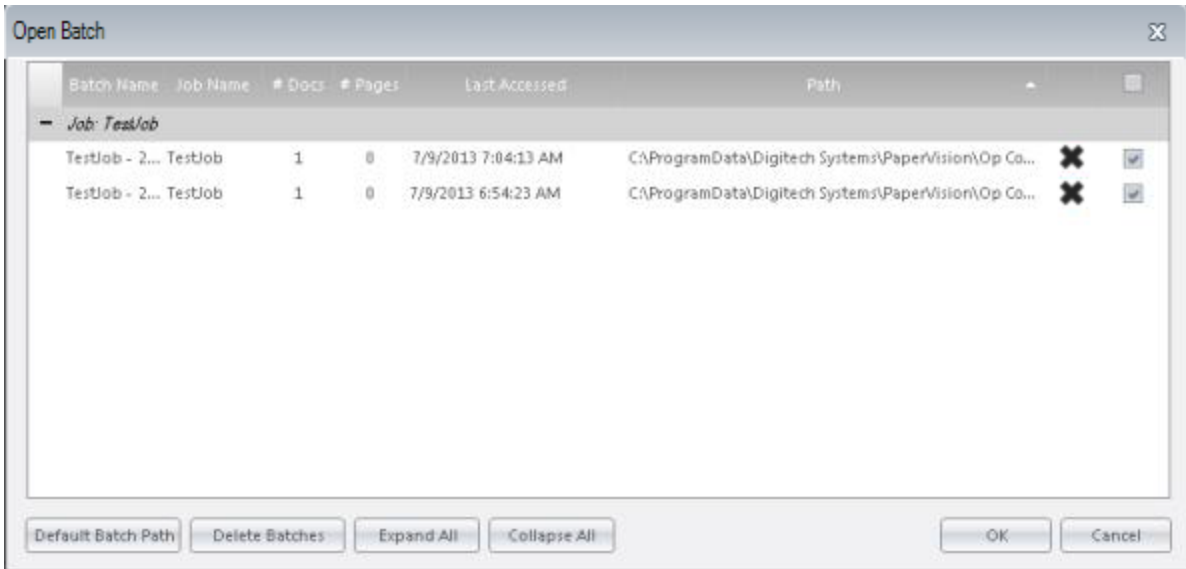 Open Batch
Batch Name Job Name # Docs # Pages Last Accessed Path
Job: TestJob
TestJob - 2... TestJob 1 0 7/9/2013 7:04:13 AM C:\ProgramData\Digitech Systems\PaperVision\Op Co...
TestJob - 2... TestJob 1 0 7/9/2013 6:54:23 AM C:\ProgramData\Digitech Systems\PaperVision\Op Co...
Default Batch Path Delete Batches Expand All Collapse All OK Cancel